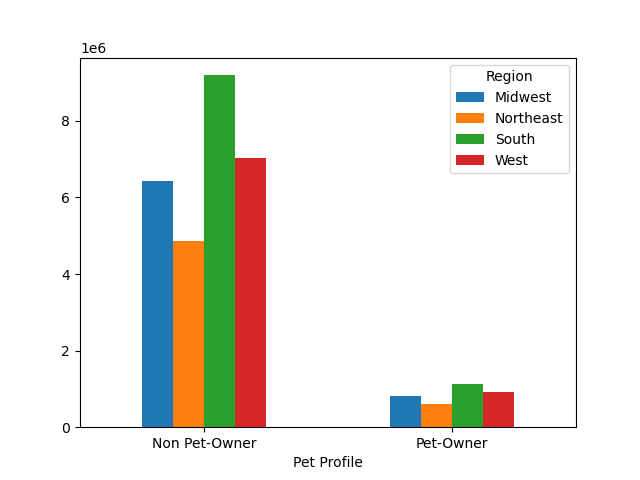 1e6
8
6
4
2
0
Region
Midwest
Northeast
South
West
Non Pet-Owner
Pet-Owner
Pet Profile